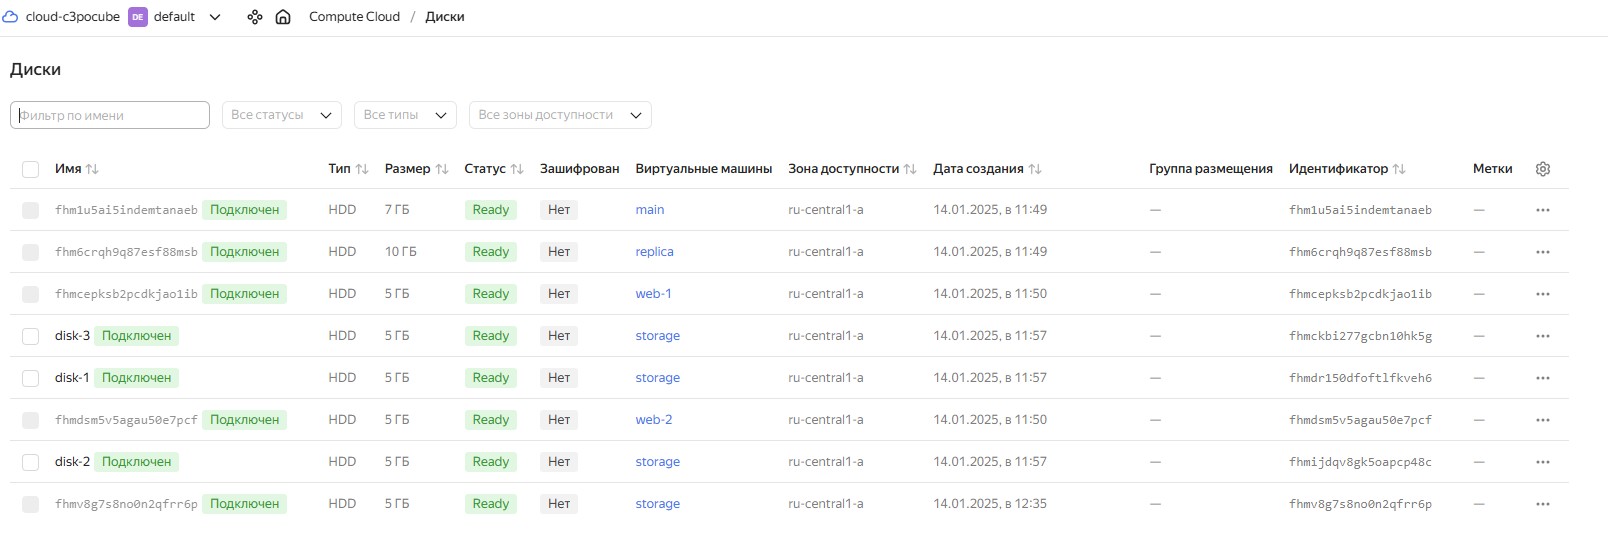 cloud-c3pocube DE default Compute Cloud / Диски
Диски
Фильтр по имени Все статусы Все типы Все зоны доступности
Имя Тип Размер Статус Зашифрован Виртуальные машины Зона доступности Дата создания Группа размещения Идентификатор Метки
fhm1u5ai5indemtanaeb Подключен HDD 7 ГБ Ready Нет main ru-central1-a 14.01.2025, в 11:49 — fhm1u5ai5indemtanaeb —
fhm6crqh9q87esf88msb Подключен HDD 10 ГБ Ready Нет replica ru-central1-a 14.01.2025, в 11:49 — fhm6crqh9q87esf88msb —
fhmcepksb2pcdkjao1ib Подключен HDD 5 ГБ Ready Нет web-1 ru-central1-a 14.01.2025, в 11:50 — fhmcepksb2pcdkjao1ib —
disk-3 Подключен HDD 5 ГБ Ready Нет storage ru-central1-a 14.01.2025, в 11:57 — fhmckbi277gcbn10hk5g —
disk-1 Подключен HDD 5 ГБ Ready Нет storage ru-central1-a 14.01.2025, в 11:57 — fhmdr150dfoftlfkveh6 —
fhmdsm5v5agau50e7pcf Подключен HDD 5 ГБ Ready Нет web-2 ru-central1-a 14.01.2025, в 11:50 — fhmdsm5v5agau50e7pcf —
disk-2 Подключен HDD 5 ГБ Ready Нет storage ru-central1-a 14.01.2025, в 11:57 — fhmijdqv8gk5oapcp48c —
fhmv8g7s8no0n2qfrr6p Подключен HDD 5 ГБ Ready Нет storage ru-central1-a 14.01.2025, в 12:35 — fhmv8g7s8no0n2qfrr6p —